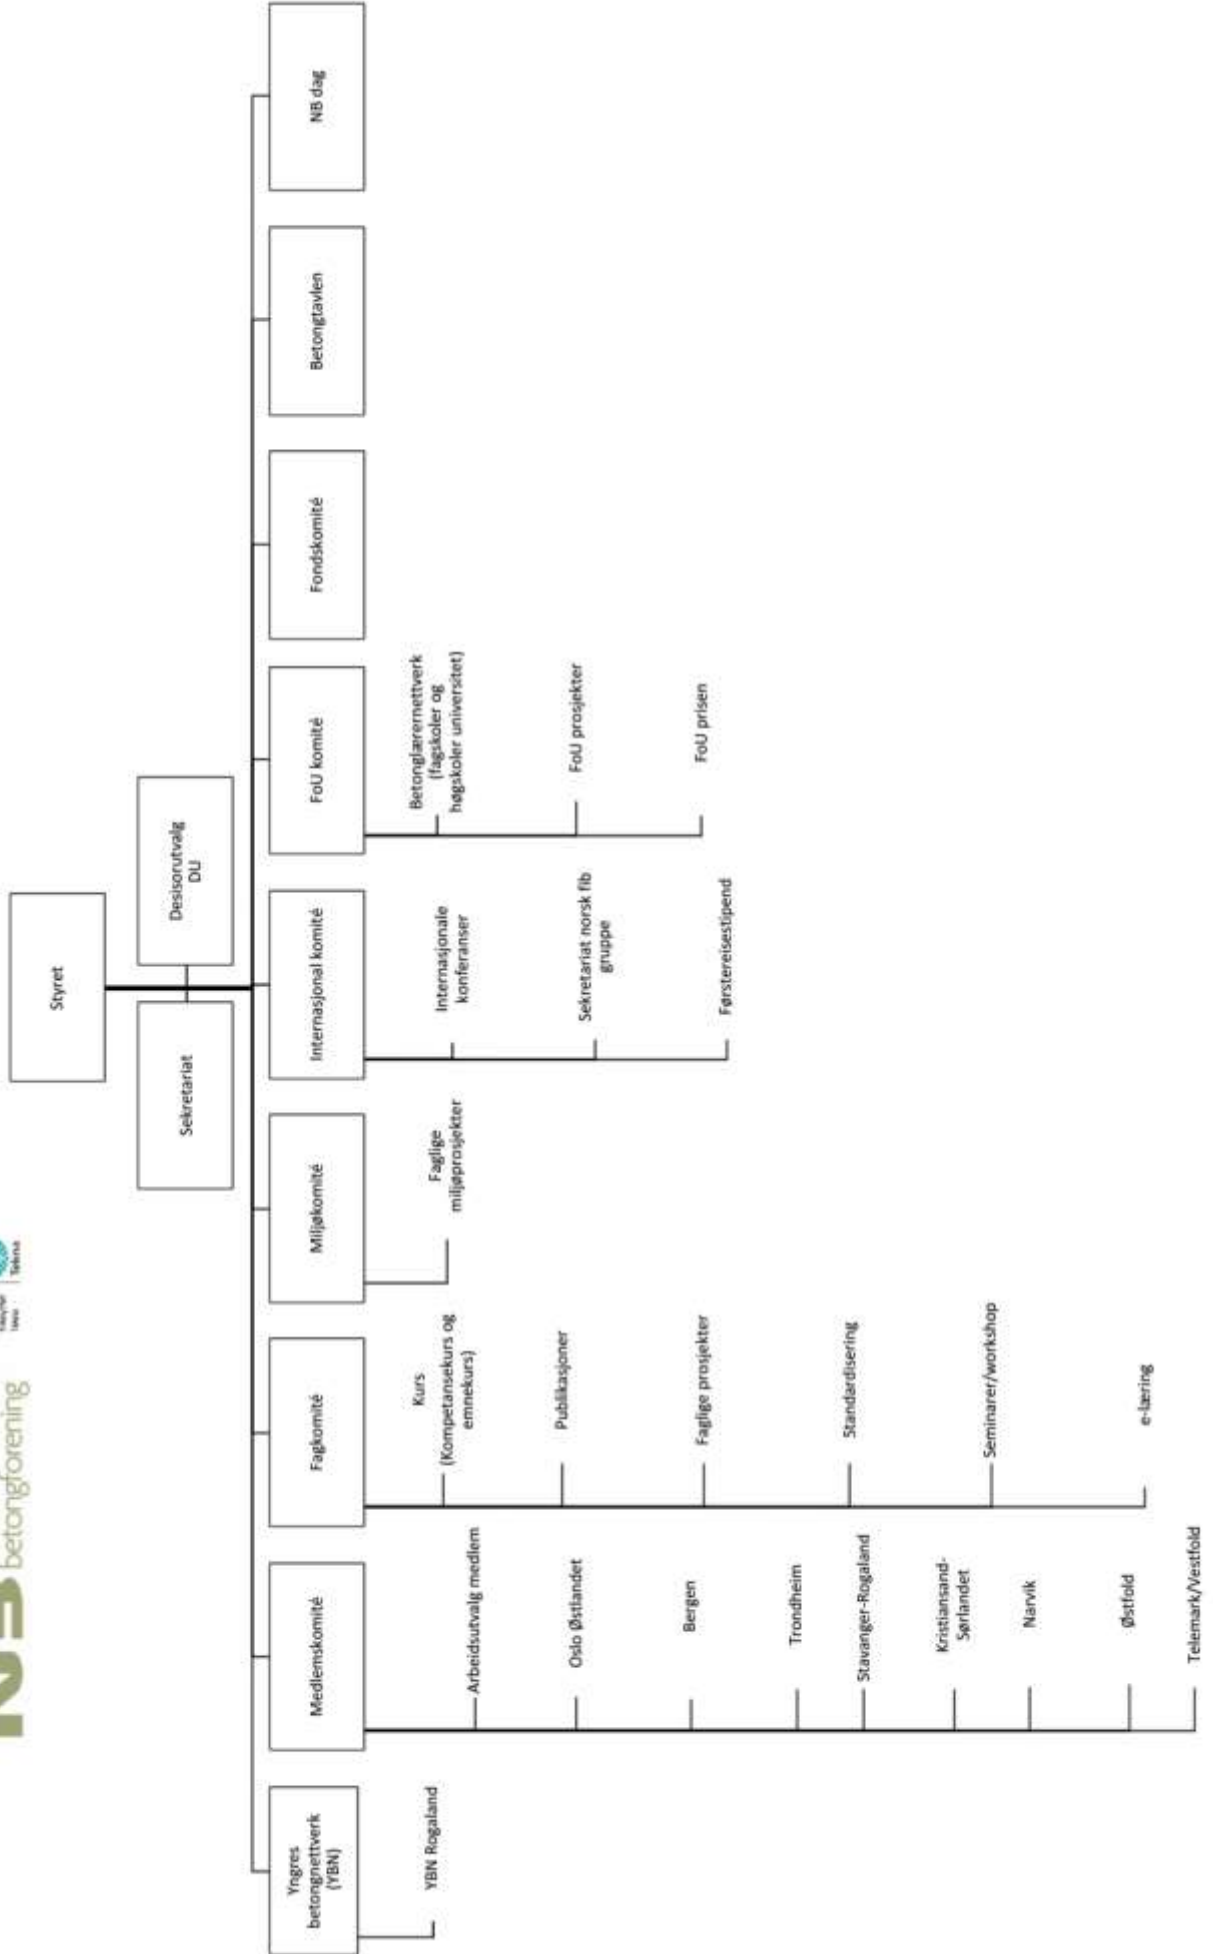 betongforening
Tekna
Styret
Sekretariat
Desisorutvalg
DU
Yngres
betongnettverk
(YBN)
YBN Rogaland
Medlemskomité
Arbeidsutvalg medlem
Oslo Østlandet
Bergen
Trondheim
Stavanger-Rogaland
Kristiansand-
Sørlandet
Narvik
Østfold
Telemark/Vestfold
Fagkomité
Kurs
(Kompetansekurs og
emnekurs)
Publikasjoner
Faglige prosjekter
Standardisering
Seminarer/workshop
e-læring
Miljøkomité
Faglige
miljøprosjekter
Internasjonal komité
Internasjonale
konferanser
Sekretariat norsk fib
gruppe
Førstereisestipend
FoU komité
Betonglærernettverk
(fagskoler og
høgskoler universitet)
FoU prosjekter
FoU prisen
Fondskomité
Betongtavlen
NB dag